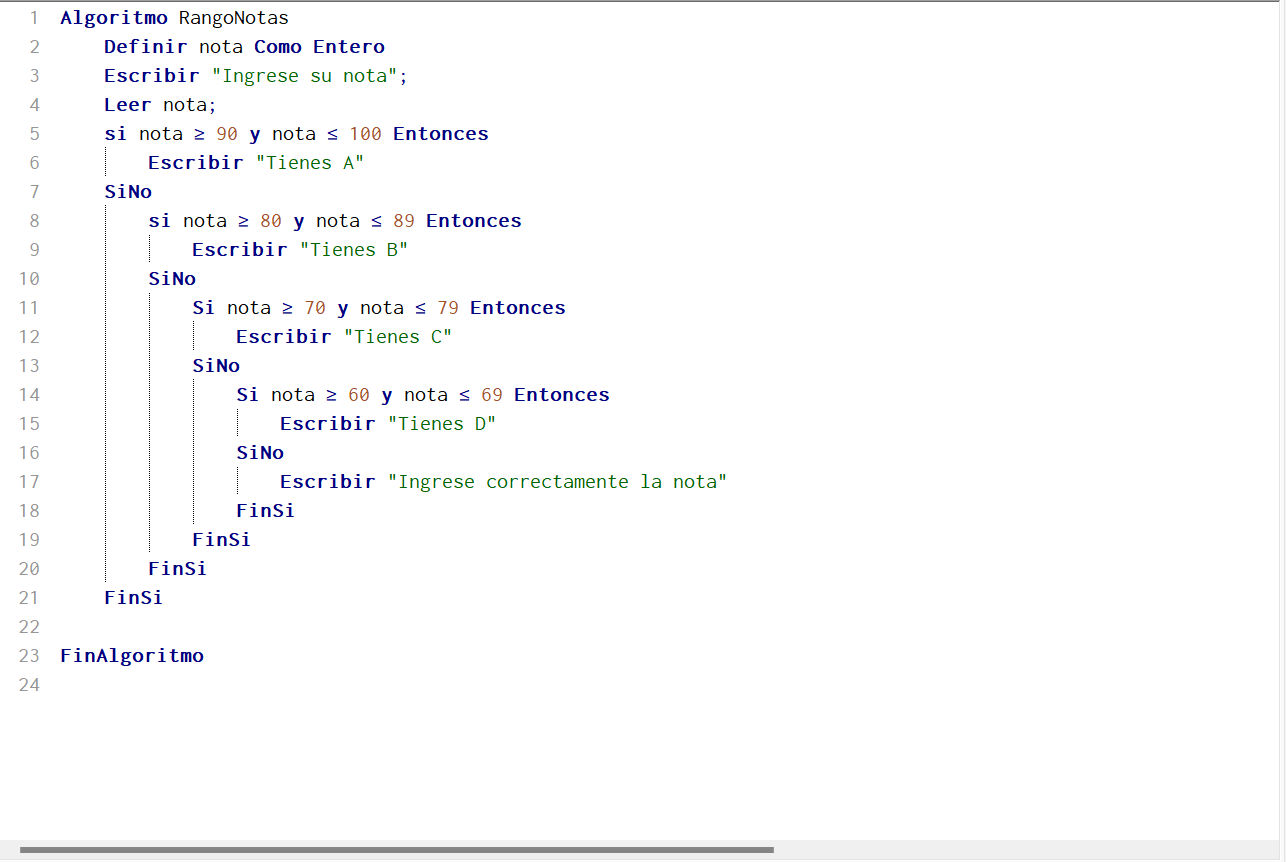 1 Algoritmo RangoNotas
2 Definir nota Como Entero
3 Escribir "Ingrese su nota";
4 Leer nota;
5 si nota ≥ 90 y nota ≤ 100 Entonces
6 Escribir "Tienes A"
7 SiNo
8 si nota ≥ 80 y nota ≤ 89 Entonces
9 Escribir "Tienes B"
10 SiNo
11 Si nota ≥ 70 y nota ≤ 79 Entonces
12 Escribir "Tienes C"
13 SiNo
14 Si nota ≥ 60 y nota ≤ 69 Entonces
15 Escribir "Tienes D"
16 SiNo
17 Escribir "Ingrese correctamente la nota"
18 FinSi
19 FinSi
20 FinSi
21 FinSi
22
23 FinAlgoritmo
24